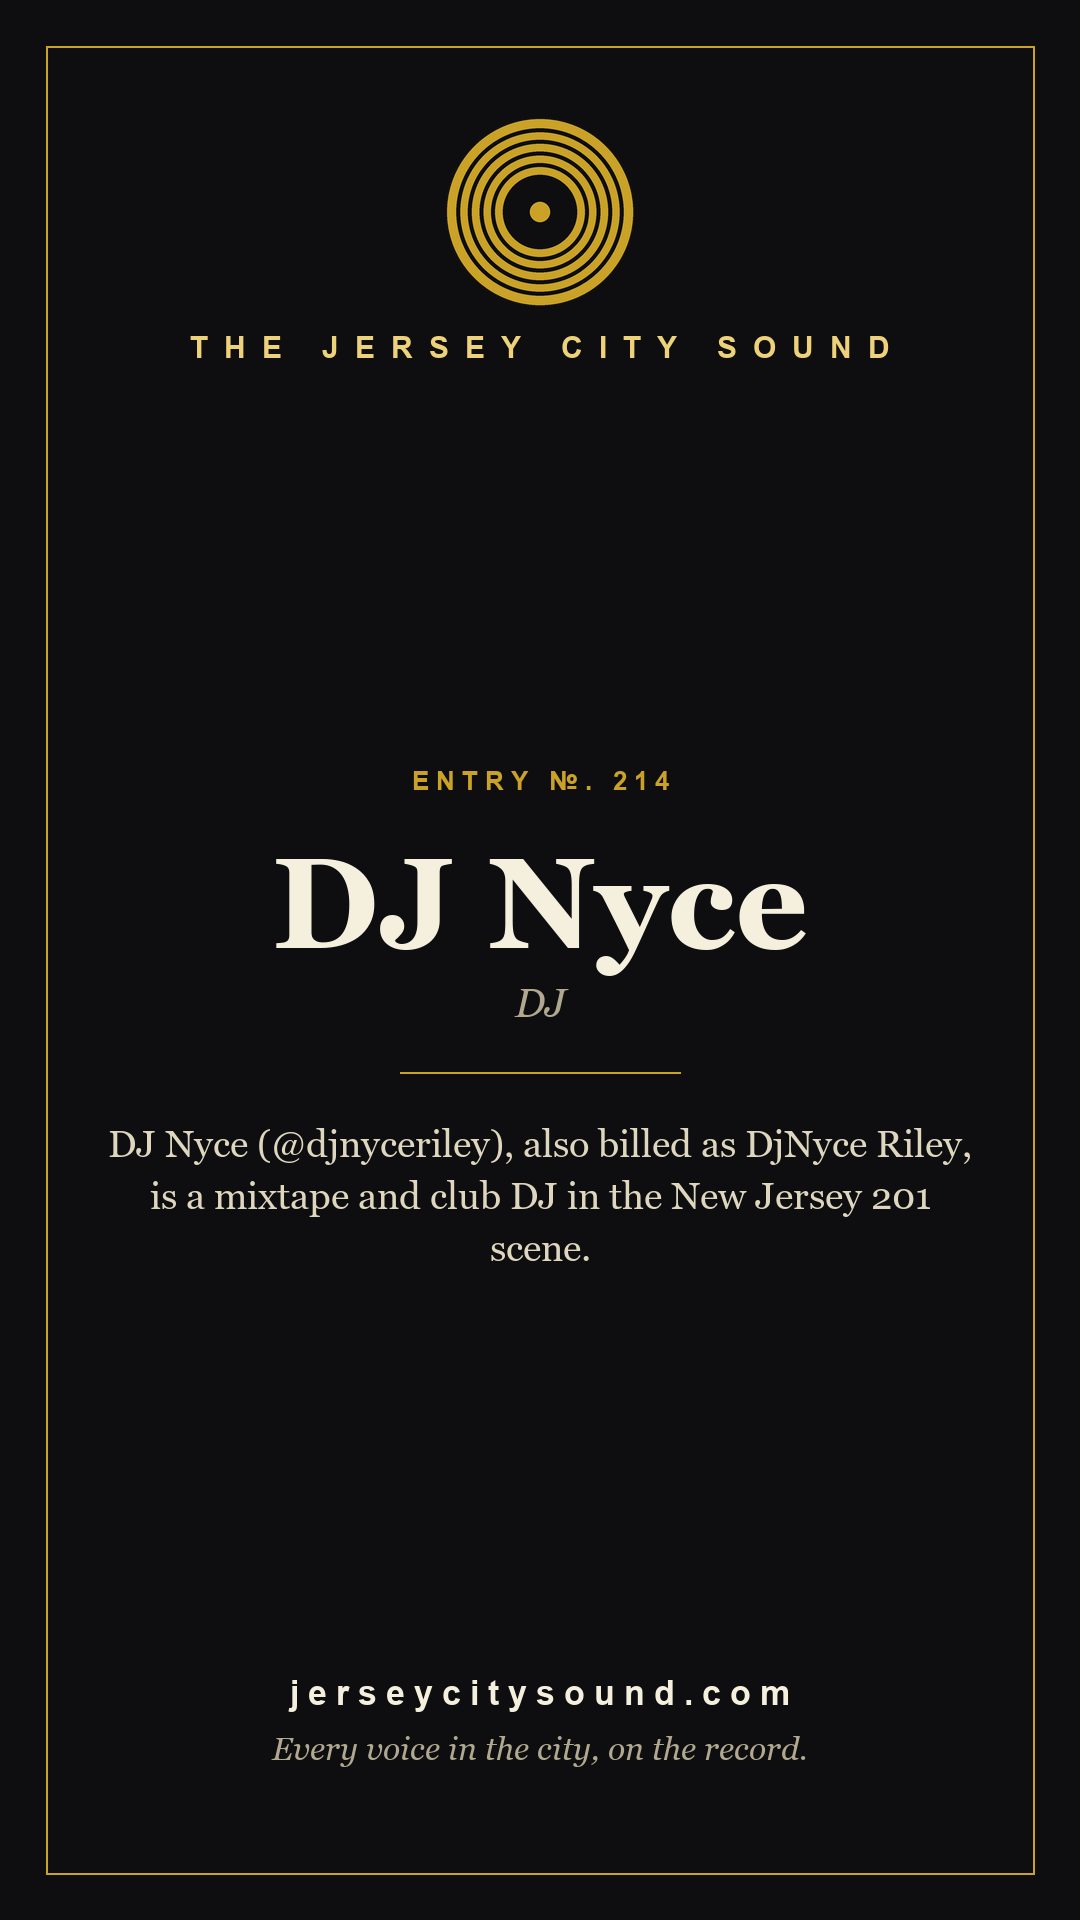 THE JERSEY CITY SOUND
ENTRY №. 214
DJ Nyce
DJ
DJ Nyce (@djnyceriley), also billed as DjNyce Riley,
is a mixtape and club DJ in the New Jersey 201
scene.
jerseycitysound.com
Every voice in the city, on the record.